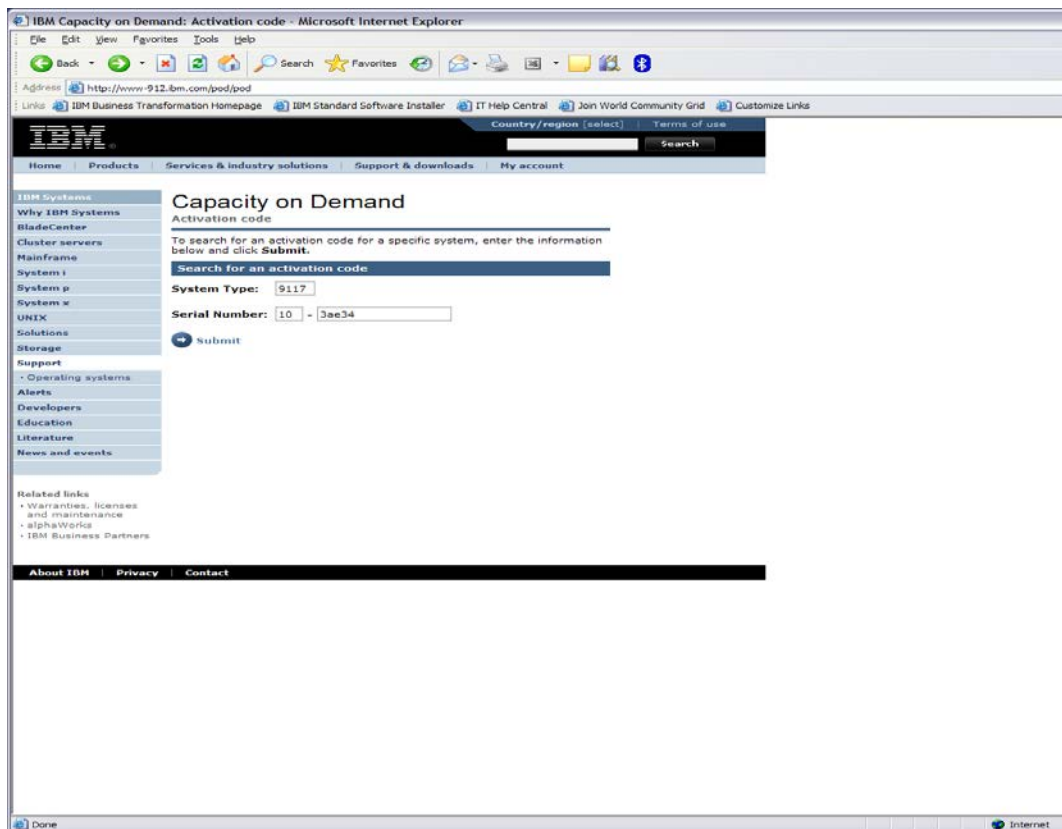 IBM Capacity on Demand: Activation code - Microsoft Internet Explorer
File Edit View Favorites Tools Help
Back Search Favorites
Address http://www-912.ibm.com/pod/pod
Links IBM Business Transformation Homepage IBM Standard Software Installer IT Help Central Join World Community Grid Customize Links
Country/region [select] Terms of use
IBM
Search
Home Products Services & industry solutions Support & downloads My account
IBM Systems
Why IBM Systems
BladeCenter
Cluster servers
Mainframe
System i
System p
System x
UNIX
Solutions
Storage
Support
· Operating systems
Alerts
Developers
Education
Literature
News and events
Related links
· Warranties, licenses
and maintenance
· alphaWorks
· IBM Business Partners
Capacity on Demand
Activation code
To search for an activation code for a specific system, enter the information
below and click Submit.
Search for an activation code
System Type: 9117
Serial Number: 10 - 3ae34
Submit
About IBM Privacy Contact
Done Internet